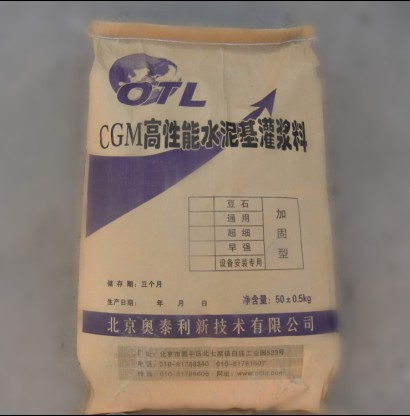 OTL
CGM高性能水泥基灌浆料
豆石
通用
超细
早强
设备安装专用
加固型
储存期:三个月
生产日期: 年 月 日
净含量:50±0.5kg
北京奥泰利新技术有限公司